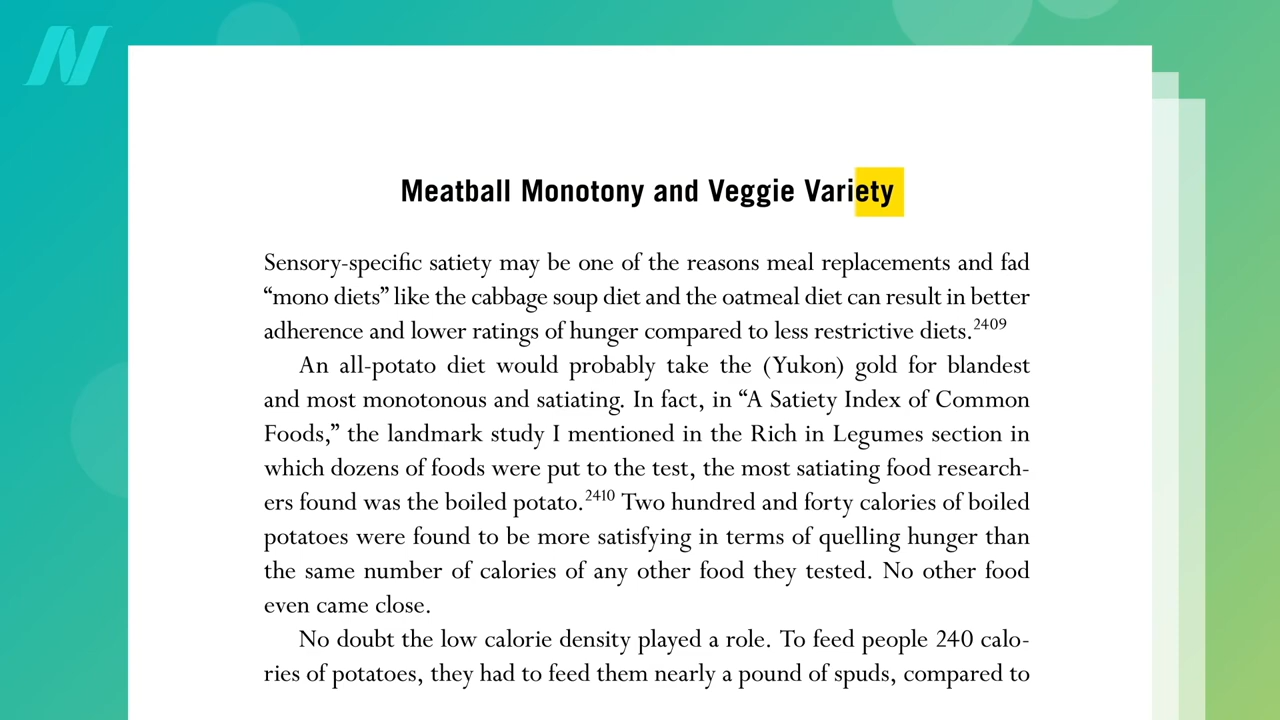 Meatball Monotony and Veggie Variety
Sensory-specific satiety may be one of the reasons meal replacements and fad
“mono diets” like the cabbage soup diet and the oatmeal diet can result in better
adherence and lower ratings of hunger compared to less restrictive diets.2409
An all-potato diet would probably take the (Yukon) gold for blandest
and most monotonous and satiating. In fact, in “A Satiety Index of Common
Foods,” the landmark study I mentioned in the Rich in Legumes section in
which dozens of foods were put to the test, the most satiating food research-
ers found was the boiled potato.2410 Two hundred and forty calories of boiled
potatoes were found to be more satisfying in terms of quelling hunger than
the same number of calories of any other food they tested. No other food
even came close.
No doubt the low calorie density played a role. To feed people 240 calo-
ries of potatoes, they had to feed them nearly a pound of spuds, compared to